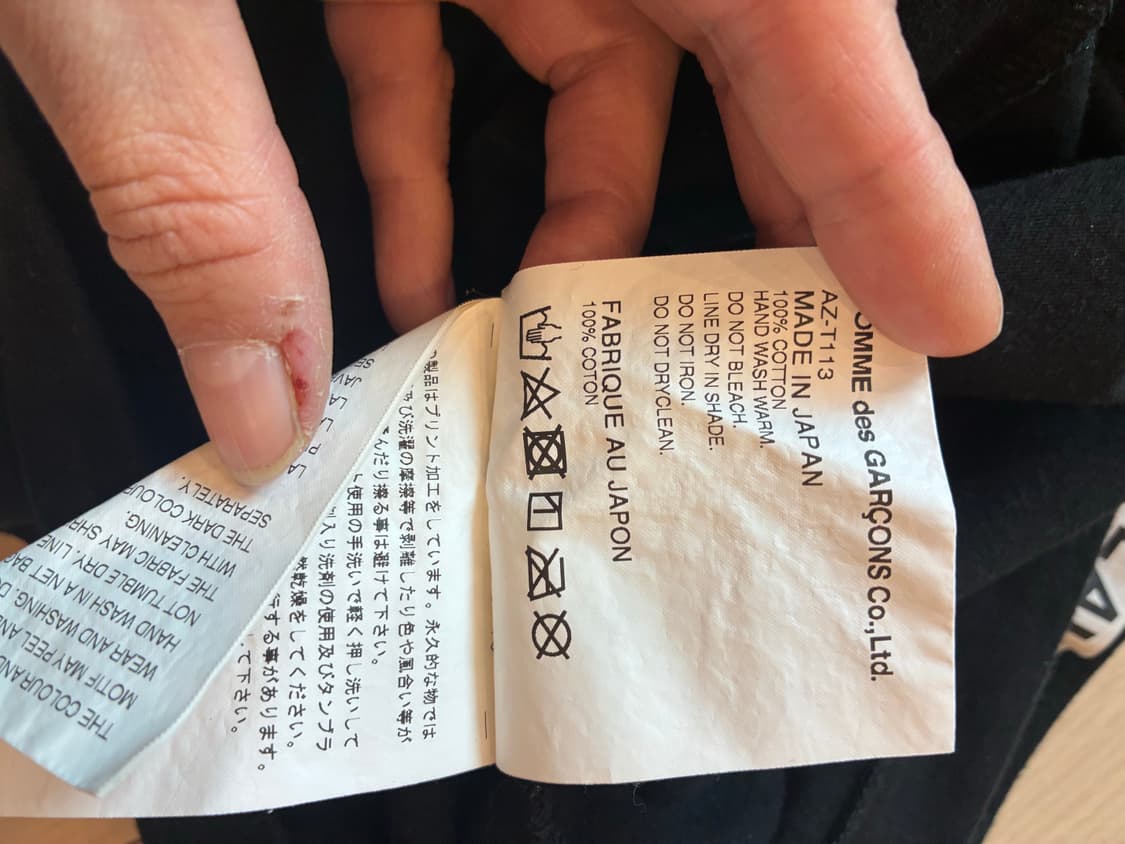 OMME des GARÇONS Co., Ltd.
AZ-T113
MADE IN JAPAN
100% COTTON
HAND WASH WARM.
DO NOT BLEACH.
LINE DRY IN SHADE.
DO NOT IRON.
DO NOT DRYCLEAN.
FABRIQUE AU JAPON
100% COTON
製品はプリント加工をしています。永久的な物では
び洗濯の摩擦等で剥離したり色や風合い等が
んだり擦る事は避けて下さい。
使用の手洗いで軽く押し洗いして
入り洗剤の使用及びタンブラ
乾燥をしてください。
する事があります。
て下さい。
THE COLOUR AND
MOTIF MAY PEEL AN
WEAR AND WASHING. D
HAND WASH IN A NET BA
NOT TUMBLE DRY. LINE
THE FABRIC MAY SHR
WITH CLEANING.
THE DARK COLOU
SEPARATELY.
LA
P
LA
LA
JAV
SE